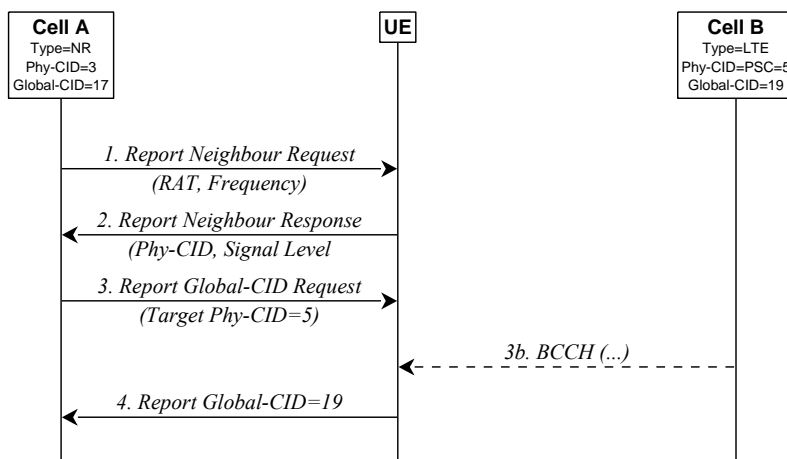 Cell A
Type=NR
Phy-CID=3
Global-CID=17
UE
Cell B
Type=LTE
Phy-CID=PSC=5
Global-CID=19
1. Report Neighbour Request
(RAT, Frequency)
2. Report Neighbour Response
(Phy-CID, Signal Level
3. Report Global-CID Request
(Target Phy-CID=5)
3b. BCCH (...)
4. Report Global-CID=19